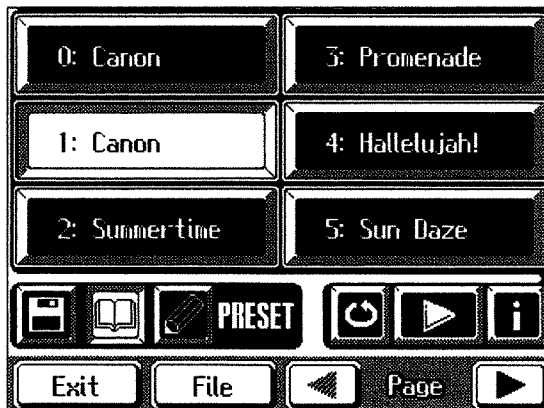 0: Canon
3: Promenade
1: Canon
4: Hallelujah!
2: Summertime
5: Sun Daze
PRESET
i
Exit
File
Page